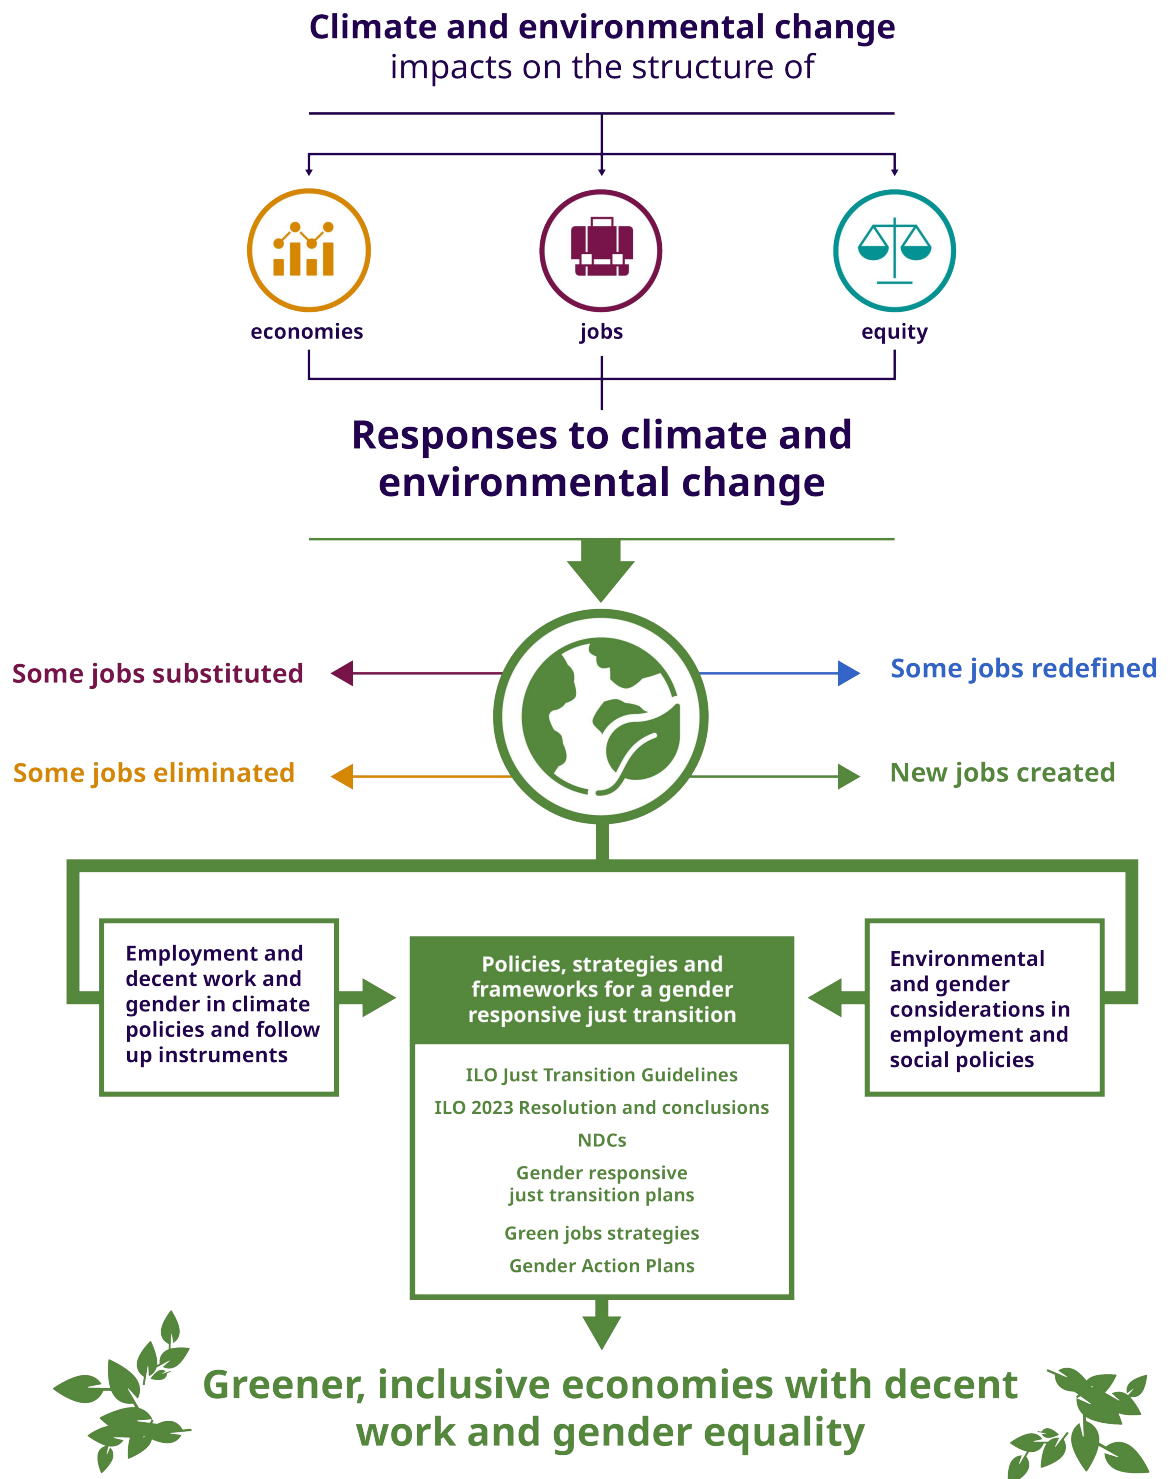 Climate and environmental change
impacts on the structure of
economies
jobs
equity
Responses to climate and
environmental change
Some jobs substituted
Some jobs redefined
Some jobs eliminated
New jobs created
Employment and
decent work and
gender in climate
policies and follow
up instruments
Policies, strategies and
frameworks for a gender
responsive just transition
ILO Just Transition Guidelines
ILO 2023 Resolution and conclusions
NDCs
Gender responsive
just transition plans
Green jobs strategies
Gender Action Plans
Environmental
and gender
considerations in
employment and
social policies
Greener, inclusive economies with decent
work and gender equality